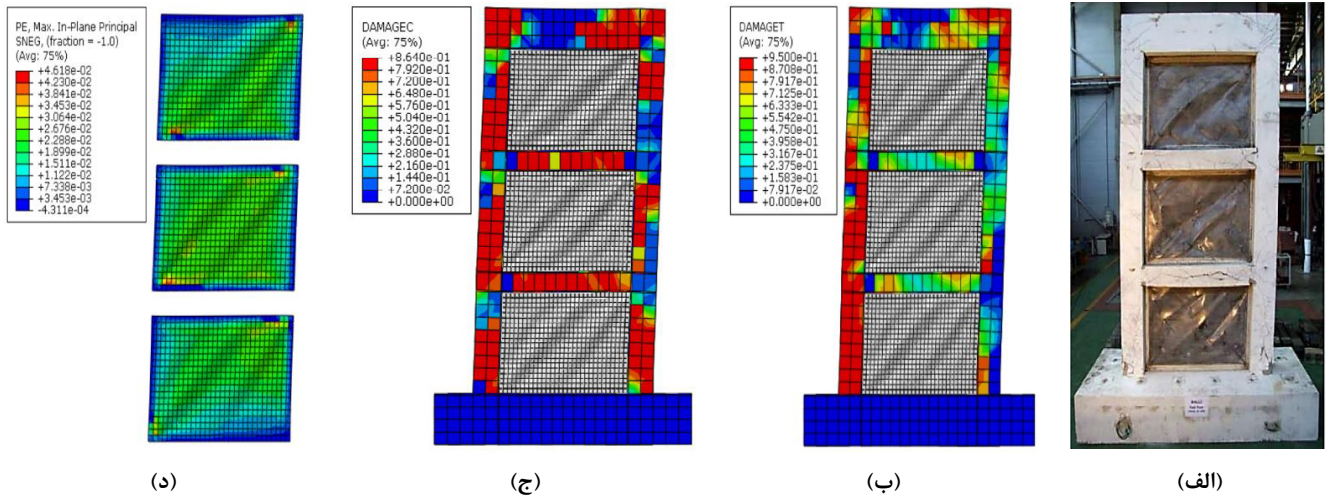 PE, Max. In-Plane Principal
SNEG, (fraction = -1.0)
(Avg: 75%)
+4.618e-02
+4.230e-02
+3.841e-02
+3.453e-02
+3.064e-02
+2.676e-02
+2.288e-02
+1.899e-02
+1.511e-02
+1.122e-02
+7.338e-03
+3.453e-03
-4.311e-04
DAMAGEC
(Avg: 75%)
+8.640e-01
+7.920e-01
+7.200e-01
+6.480e-01
+5.760e-01
+5.040e-01
+4.320e-01
+3.600e-01
+2.880e-01
+2.160e-01
+1.440e-01
+7.200e-02
+0.000e+00
DAMAGET
(Avg: 75%)
+9.500e-01
+8.708e-01
+7.917e-01
+7.125e-01
+6.333e-01
+5.542e-01
+4.750e-01
+3.958e-01
+3.167e-01
+2.375e-01
+1.583e-01
+7.917e-02
+0.000e+00
(د)
(ج)
(ب)
(الف)